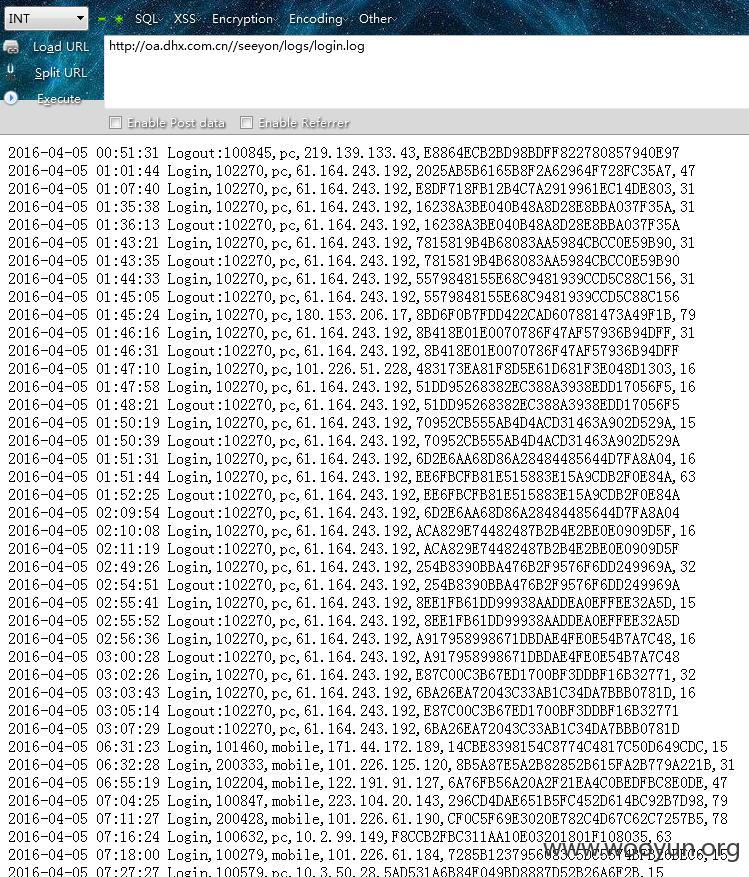 INT SQL XSS Encryption Encoding Other
Load URL http://oa.dhx.com.cn//seeyon/logs/login.log
Split URL
Execute
Enable Post data Enable Referrer
2016-04-05 00:51:31 Logout:100845,pc,219.139.133.43,E8864ECB2BD98BDFF822780857940E97
2016-04-05 01:01:44 Login,102270,pc,61.164.243.192,2025AB5B6165B8F2A62964F728FC35A7,47
2016-04-05 01:07:40 Login,102270,pc,61.164.243.192,E8DF718FB12B4C7A2919961EC14DE803,31
2016-04-05 01:35:38 Login,102270,pc,61.164.243.192,16238A3BE040B48A8D28E8BBA037F35A,31
2016-04-05 01:36:13 Logout:102270,pc,61.164.243.192,16238A3BE040B48A8D28E8BBA037F35A
2016-04-05 01:43:21 Login,102270,pc,61.164.243.192,7815819B4B68083AA5984CBCC0E59B90,31
2016-04-05 01:43:35 Logout:102270,pc,61.164.243.192,7815819B4B68083AA5984CBCC0E59B90
2016-04-05 01:44:33 Login,102270,pc,61.164.243.192,5579848155E68C9481939CCD5C88C156,31
2016-04-05 01:45:05 Logout:102270,pc,61.164.243.192,5579848155E68C9481939CCD5C88C156
2016-04-05 01:45:24 Login,102270,pc,180.153.206.17,8BD6F0B7FDD422CAD607881473A49F1B,79
2016-04-05 01:46:16 Login,102270,pc,61.164.243.192,8B418E01E0070786F47AF57936B94DFF,31
2016-04-05 01:46:31 Logout:102270,pc,61.164.243.192,8B418E01E0070786F47AF57936B94DFF
2016-04-05 01:47:10 Login,102270,pc,101.226.51.228,483173EA81F8D5E61D681F3E048D1303,16
2016-04-05 01:47:58 Login,102270,pc,61.164.243.192,51DD95268382EC388A3938EDD17056F5,16
2016-04-05 01:48:21 Logout:102270,pc,61.164.243.192,51DD95268382EC388A3938EDD17056F5
2016-04-05 01:50:19 Login,102270,pc,61.164.243.192,70952CB555AB4D4ACD31463A902D529A,15
2016-04-05 01:50:39 Logout:102270,pc,61.164.243.192,70952CB555AB4D4ACD31463A902D529A
2016-04-05 01:51:31 Login,102270,pc,61.164.243.192,6D2E6AA68D86A28484485644D7FA8A04,16
2016-04-05 01:51:44 Login,102270,pc,61.164.243.192,EE6FBCFB81E515883E15A9CDB2F0E84A,63
2016-04-05 01:52:25 Logout:102270,pc,61.164.243.192,EE6FBCFB81E515883E15A9CDB2F0E84A
2016-04-05 02:09:54 Logout:102270,pc,61.164.243.192,6D2E6AA68D86A28484485644D7FA8A04
2016-04-05 02:10:08 Login,102270,pc,61.164.243.192,ACA829E74482487B2B4E2BE0E0909D5F,16
2016-04-05 02:11:19 Logout:102270,pc,61.164.243.192,ACA829E74482487B2B4E2BE0E0909D5F
2016-04-05 02:49:26 Login,102270,pc,61.164.243.192,254B8390BBA476B2F9576F6DD249969A,32
2016-04-05 02:54:51 Logout:102270,pc,61.164.243.192,254B8390BBA476B2F9576F6DD249969A
2016-04-05 02:55:41 Login,102270,pc,61.164.243.192,8EE1FB61DD99938AADDEA0EFFEE32A5D,15
2016-04-05 02:55:52 Logout:102270,pc,61.164.243.192,8EE1FB61DD99938AADDEA0EFFEE32A5D
2016-04-05 02:56:36 Login,102270,pc,61.164.243.192,A917958998671DBDAE4FE0E54B7A7C48,16
2016-04-05 03:00:28 Logout:102270,pc,61.164.243.192,A917958998671DBDAE4FE0E54B7A7C48
2016-04-05 03:02:26 Login,102270,pc,61.164.243.192,E87C00C3B67ED1700BF3DDBF16B32771,32
2016-04-05 03:03:43 Login,102270,pc,61.164.243.192,6BA26EA72043C33AB1C34DA7BBB0781D,16
2016-04-05 03:05:14 Logout:102270,pc,61.164.243.192,E87C00C3B67ED1700BF3DDBF16B32771
2016-04-05 03:07:29 Logout:102270,pc,61.164.243.192,6BA26EA72043C33AB1C34DA7BBB0781D
2016-04-05 06:31:23 Login,101460,mobile,171.44.172.189,14CBE8398154C8774C4817C50D649CDC,15
2016-04-05 06:32:28 Login,200333,mobile,101.226.125.120,8B5A87E5A2B82852B615FA2B779A221B,31
2016-04-05 06:55:19 Login,102204,mobile,122.191.91.127,6A76FB56A20A2F21EA4C0BEDFBC8E0DE,47
2016-04-05 07:04:25 Login,100847,mobile,223.104.20.143,296CD4DAE651B5FC452D614BC92B7D98,79
2016-04-05 07:11:27 Login,200428,mobile,101.226.61.190,CF0C5F69E3020E782C4D67C62C7257B5,78
2016-04-05 07:16:24 Login,100632,pc,10.2.99.149,F8CCB2FBC311AA10E03201801F108035,63
2016-04-05 07:18:00 Login,100279,mobile,101.226.61.184,
www.wooyun.org
2016-04-05 07:27:27 Login,100579,pc,10.3.50.28,5AD531A6B84F049BD8887D52B26A6F2B,15